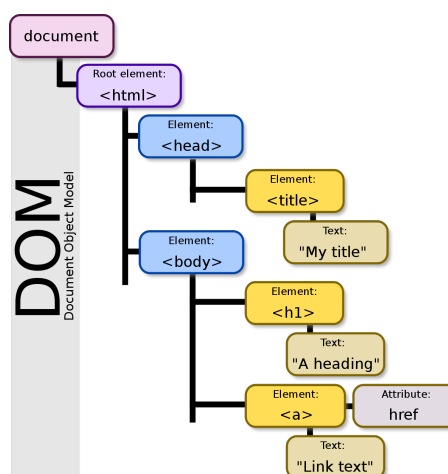 document
Root element:
<html>
Element:
<head>
Element:
<title>
Text:
"My title"
Element:
<body>
Element:
<h1>
Text:
"A heading"
Element:
<a>
Attribute:
href
Text:
"Link text"
DOM
Document Object Model